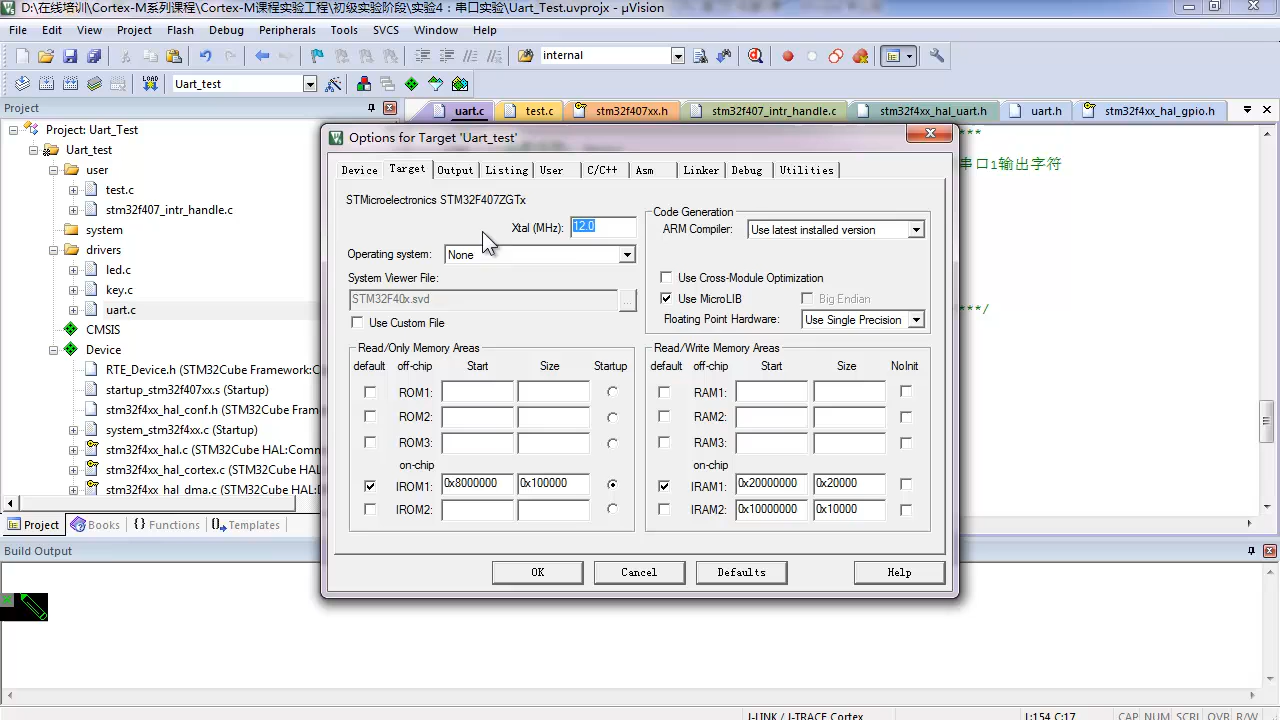 D:\在线培训\Cortex-M系列课程\Cortex-M课程实验工程\初级实验阶段\实验4：串口实验\Uart_Test.uvprojx - µVision
File Edit View Project Flash Debug Peripherals Tools SVCS Window Help
internal
LOAD Uart_test
Project
uart.c test.c stm32f407xx.h stm32f407_intr_handle.c stm32f4xx_hal_uart.h uart.h stm32f4xx_hal_gpio.h
Project: Uart_Test
Uart_test
user
test.c
stm32f407_intr_handle.c
system
drivers
led.c
key.c
uart.c
CMSIS
Device
RTE_Device.h (STM32Cube Framework:C
startup_stm32f407xx.s (Startup)
stm32f4xx_hal_conf.h (STM32Cube Fram
system_stm32f4xx.c (Startup)
stm32f4xx_hal.c (STM32Cube HAL:Comm
stm32f4xx_hal_cortex.c (STM32Cube HA
stm32f4xx_hal_dma.c (STM32Cube HAL:D
Project Books Functions Templates
***
串口1输出字符
***/
Options for Target 'Uart_test'
Device Target Output Listing User C/C++ Asm Linker Debug Utilities
STMicroelectronics STM32F407ZGTx
Xtal (MHz): 12.0
Operating system: None
System Viewer File:
STM32F40x.svd ...
Use Custom File
Code Generation
ARM Compiler: Use latest installed version
Use Cross-Module Optimization
Use MicroLIB Big Endian
Floating Point Hardware: Use Single Precision
Read/Only Memory Areas
default off-chip Start Size Startup
ROM1:
ROM2:
ROM3:
on-chip
IROM1: 0x8000000 0x100000
IROM2:
Read/Write Memory Areas
default off-chip Start Size NoInit
RAM1:
RAM2:
RAM3:
on-chip
IRAM1: 0x20000000 0x20000
IRAM2: 0x10000000 0x10000
OK Cancel Defaults Help
Build Output
J-LINK / J-TRACE Cortex L:154 C:17 CAP NUM SCRL OVR R/W